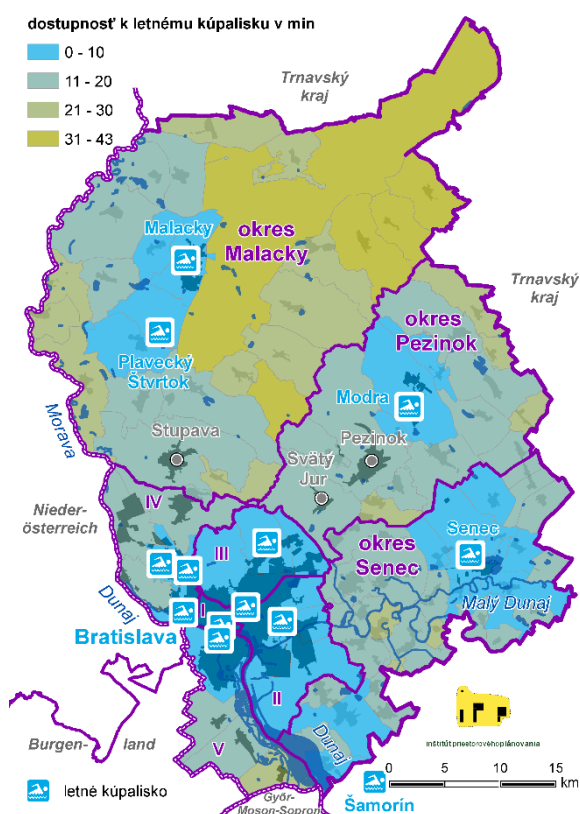 dostupnosť k letnému kúpalisku v min
0 - 10
11 - 20
21 - 30
31 - 43
Trnavský
kraj
Malacky
okres
Malacky
Trnavský
kraj
okres
Pezinok
Plavecký
Štvrtok
Modra
Morava
Stupava
Pezinok
Svätý
Jur
Nieder-
österreich
IV
III
Senec
okres
Senec
Dunaj
I
Malý Dunaj
Bratislava
II
V
Dunaj
Burgen-
land
inštitút priestorového plánovania
letné kúpalisko
Győr-
Moson-Sopron
Šamorín
0 5 10 15
km